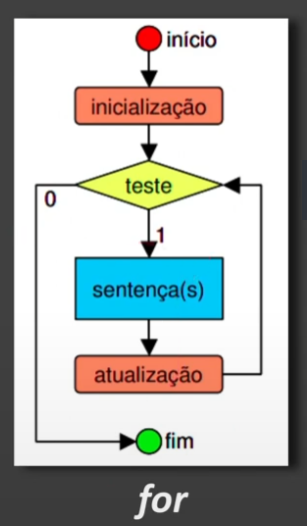 início
inicialização
teste
0
1
sentença(s)
atualização
fim
for